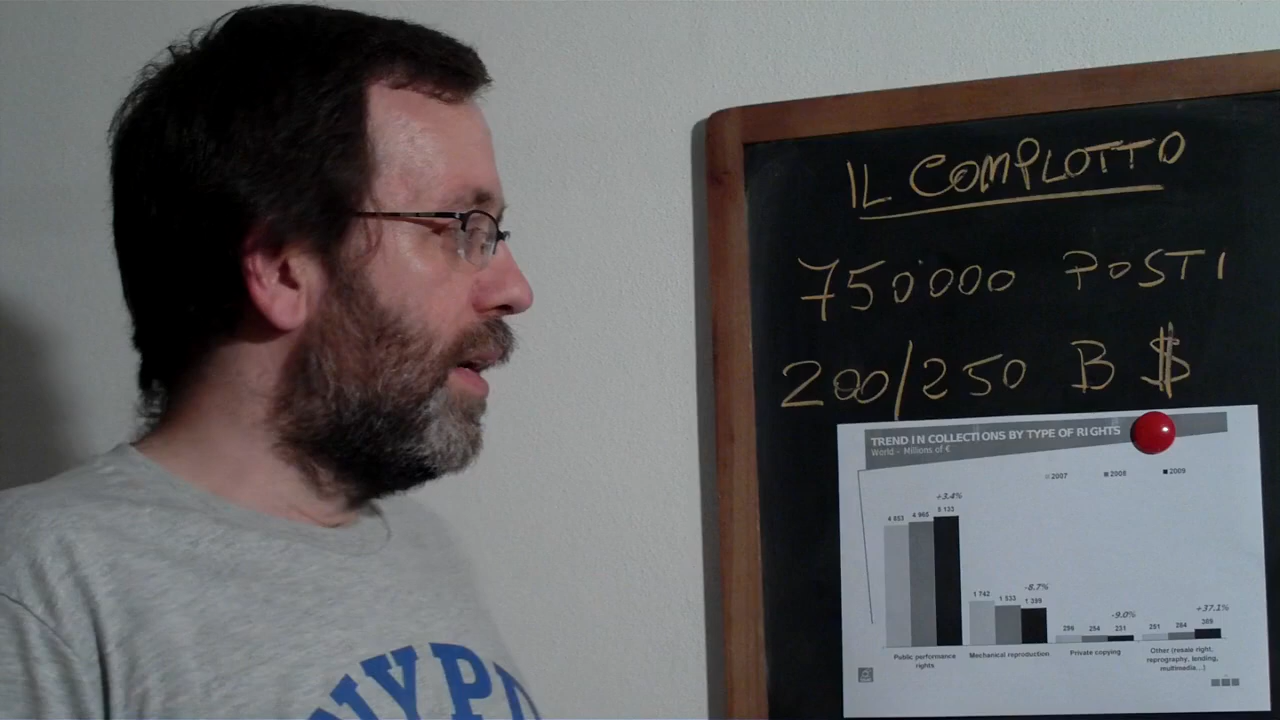 IL COMPLOTTO
750'000 POSTI
200/250 B $
TREND IN COLLECTIONS BY TYPE OF RIGHTS
World - Millions of €
2007 2008 2009
+3.4%
4 853 4 965 5 133
-8.7%
1 742 1 533 1 399
-9.0%
296 254 231
+37.1%
201 284 389
Public performance rights
Mechanical reproduction
Private copying
Other (resale right,
reprography, lending,
multimedia...)
NYPD